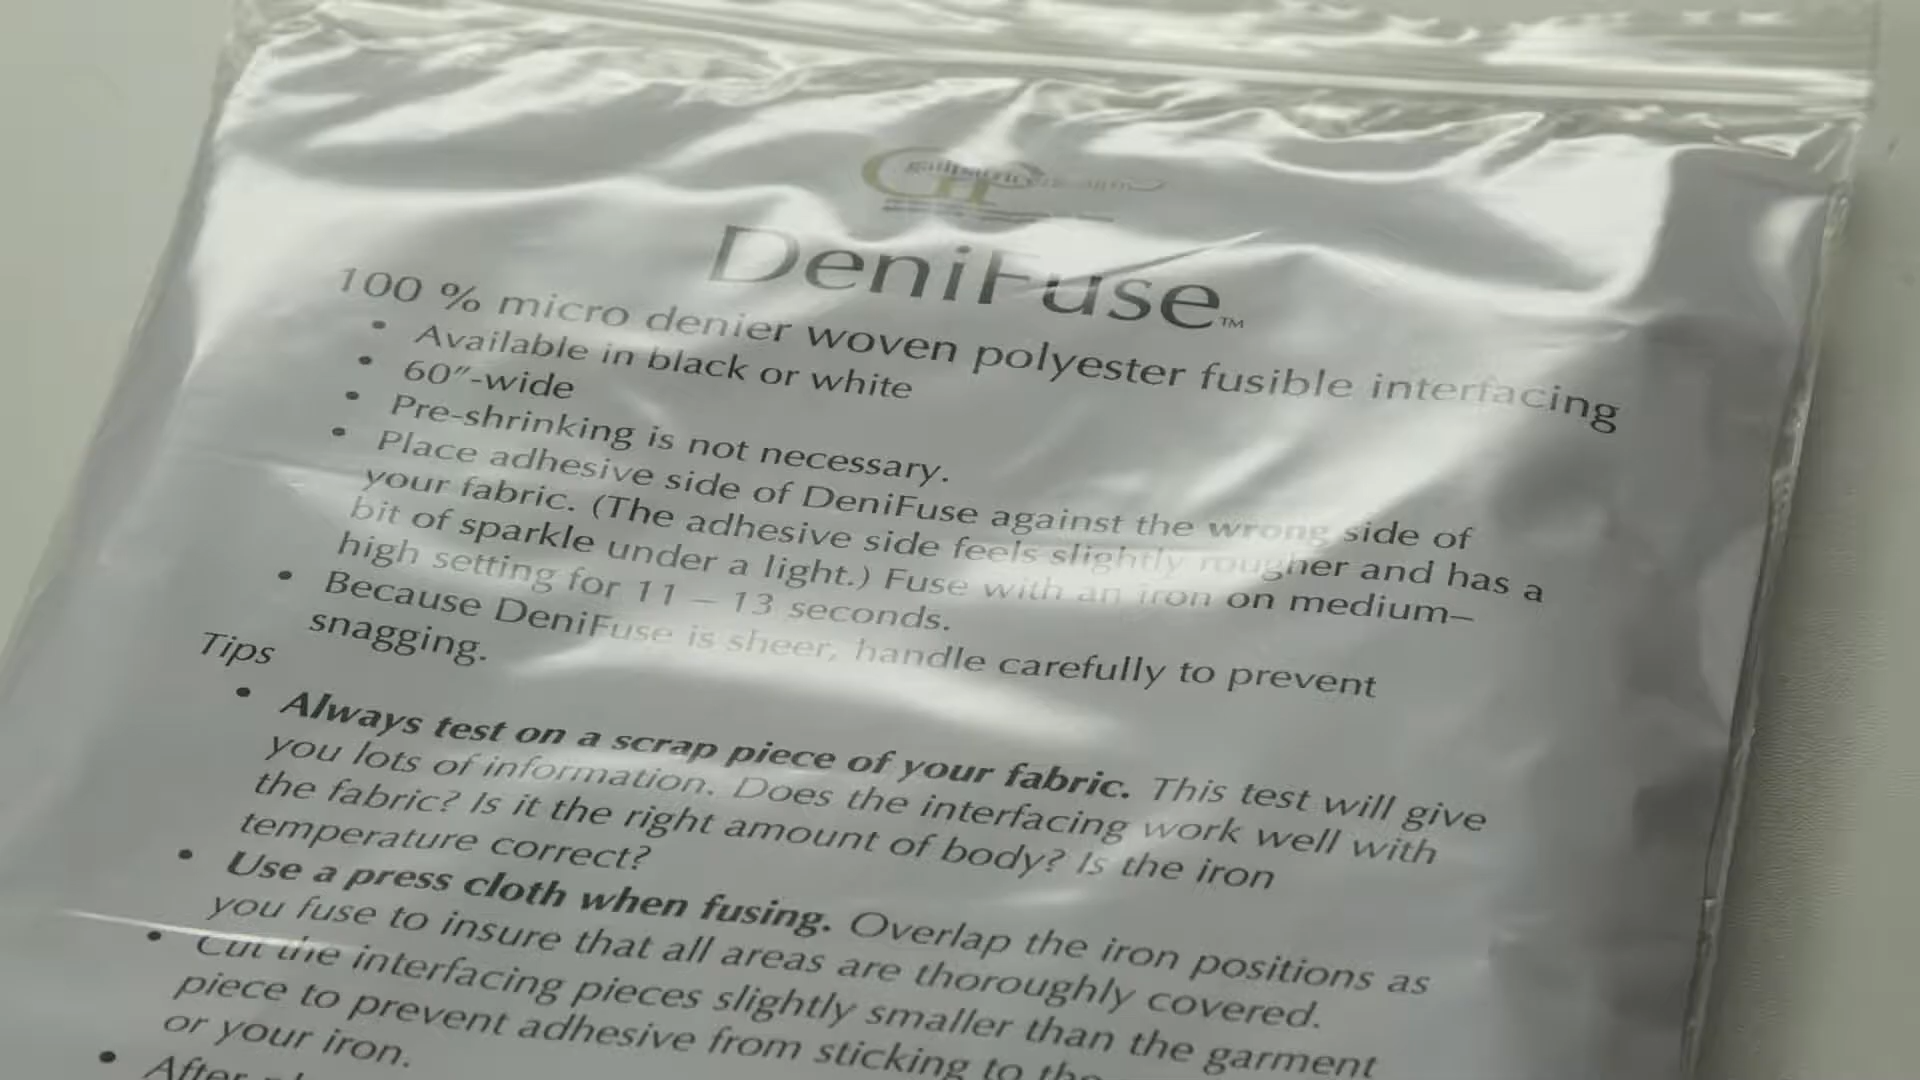 DeniFuse™
100 % micro denier woven polyester fusible interfacing
• Available in black or white
• 60"-wide
• Pre-shrinking is not necessary.
• Place adhesive side of DeniFuse against the wrong side of
your fabric. (The adhesive side feels slightly rougher and has a
bit of sparkle under a light.) Fuse with an iron on medium–
high setting for 11 – 13 seconds.
• Because DeniFuse is sheer, handle carefully to prevent
snagging.
Tips
• Always test on a scrap piece of your fabric. This test will give
you lots of information. Does the interfacing work well with
the fabric? Is it the right amount of body? Is the iron
temperature correct?
• Use a press cloth when fusing. Overlap the iron positions as
you fuse to insure that all areas are thoroughly covered.
• Cut the interfacing pieces slightly smaller than the garment
piece to prevent adhesive from sticking to the
or your iron.
• After